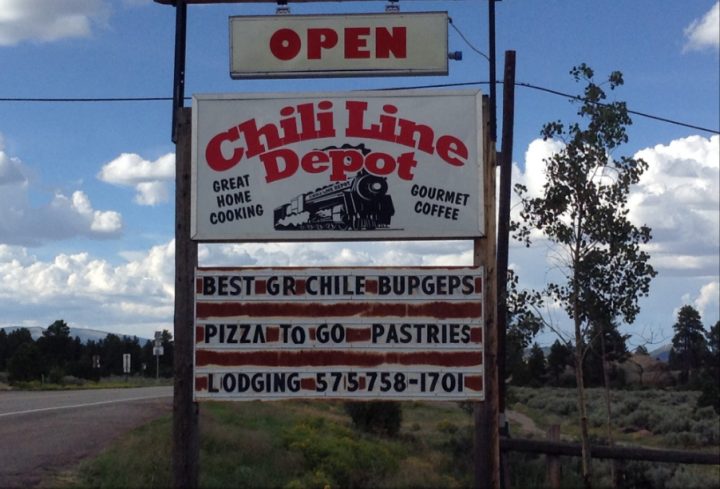 OPEN
Chili Line
Depot
GREAT
HOME
COOKING
GOURMET
COFFEE
BEST GR CHILE BUPGEPS
PIZZA TO GO PASTRIES
LODGING 575 758-1701